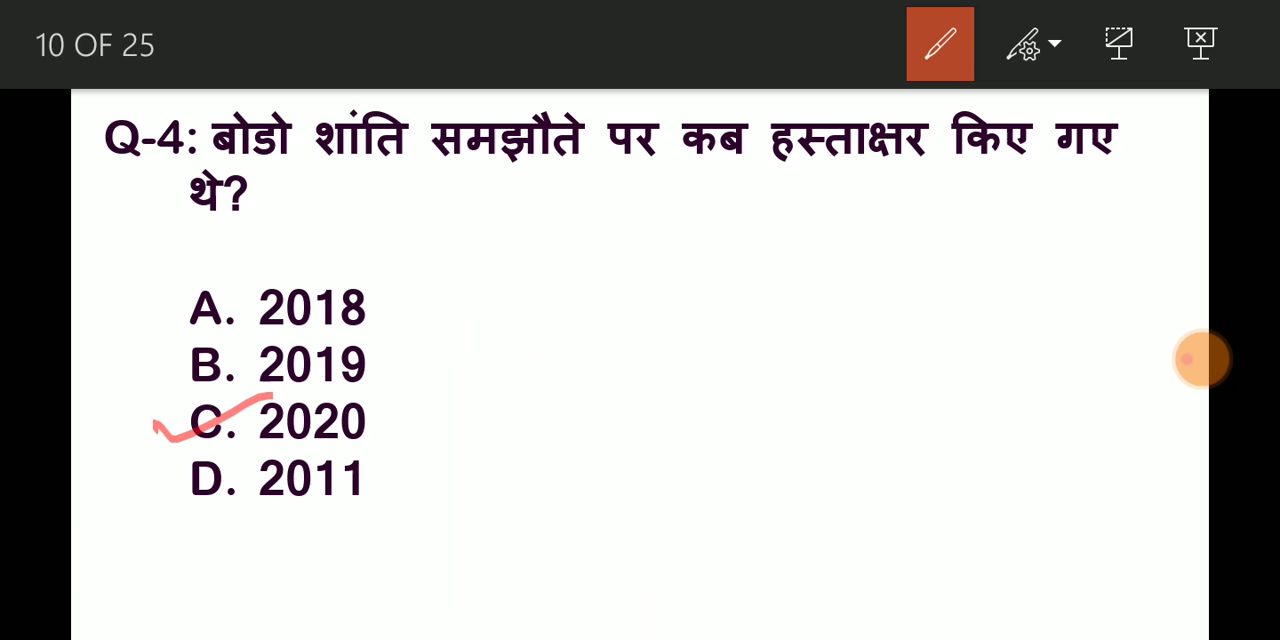 10 OF 25
Q-4: बोडो शांति समझौते पर कब हस्ताक्षर किए गए
थे?
A. 2018
B. 2019
C. 2020
D. 2011